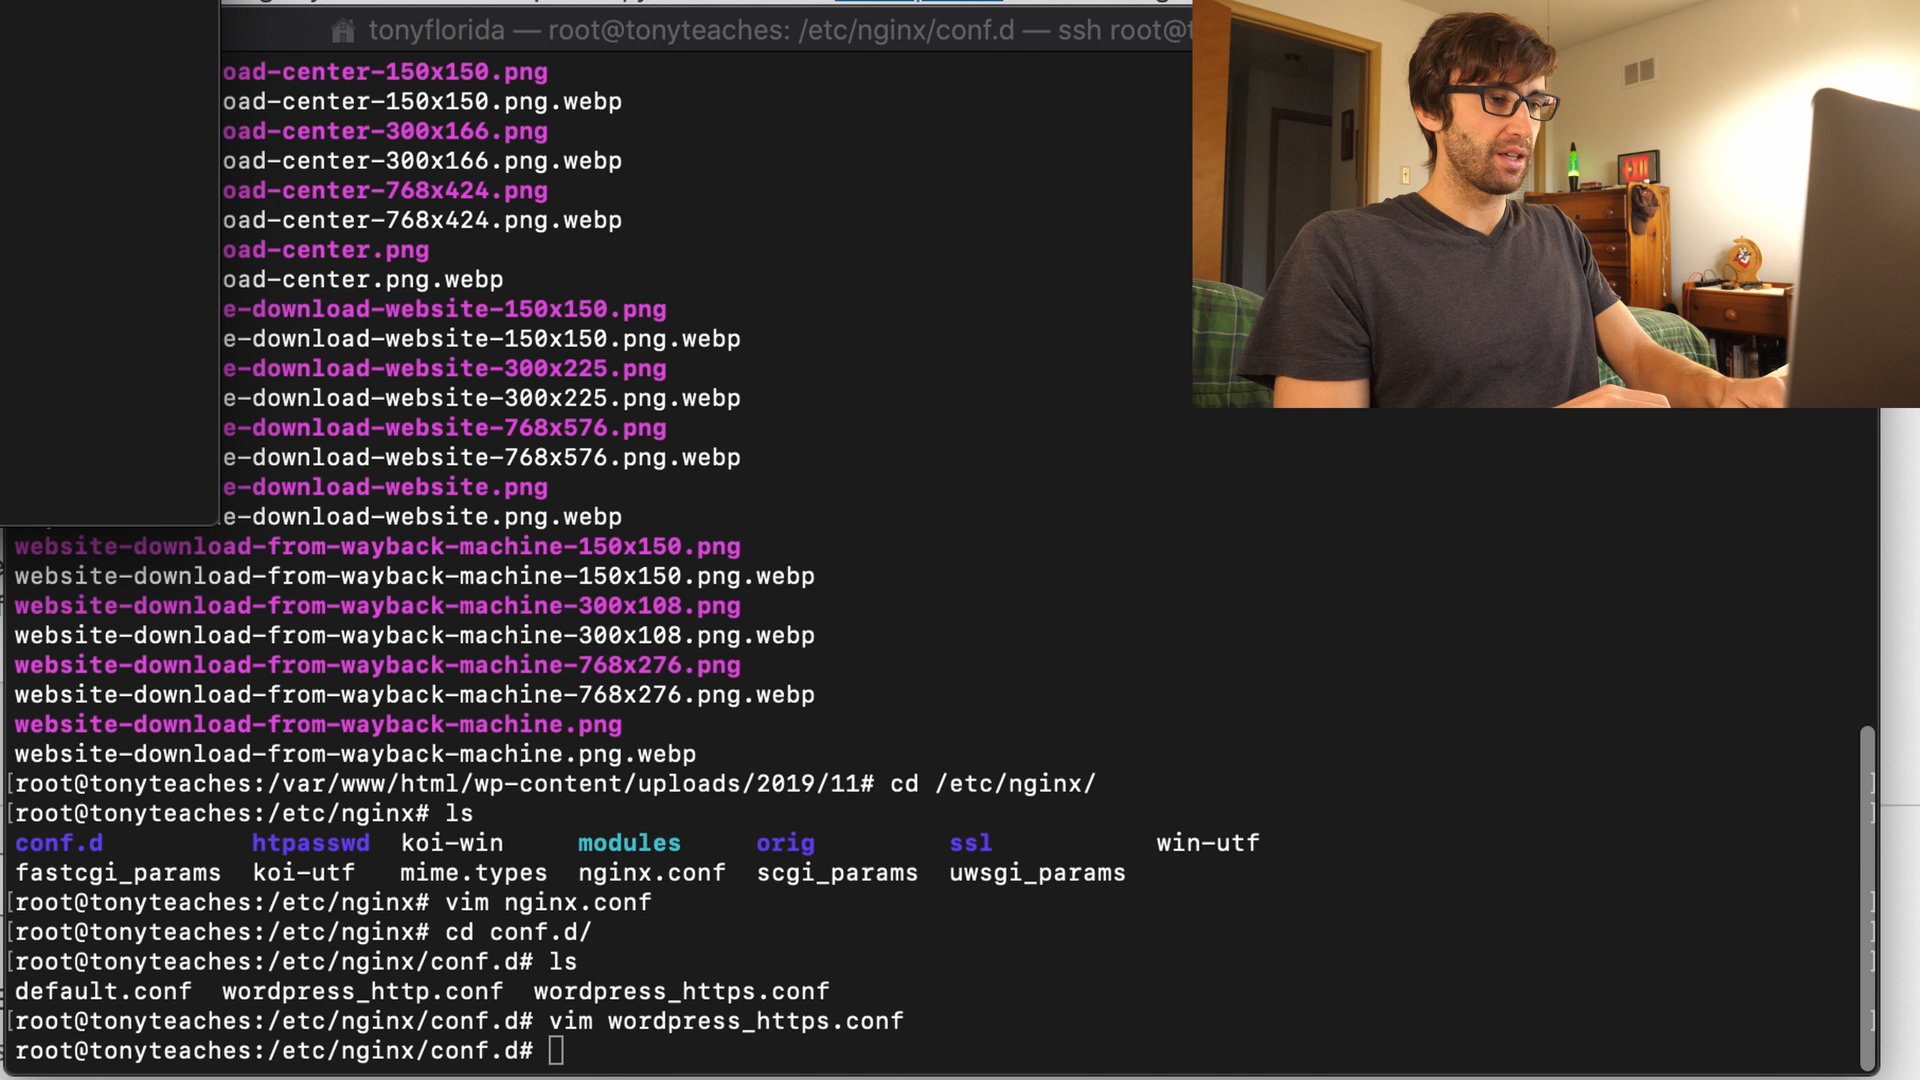 tonyflorida — root@tonyteaches: /etc/nginx/conf.d — ssh root@
oad-center-150x150.png
oad-center-150x150.png.webp
oad-center-300x166.png
oad-center-300x166.png.webp
oad-center-768x424.png
oad-center-768x424.png.webp
oad-center.png
oad-center.png.webp
e-download-website-150x150.png
e-download-website-150x150.png.webp
e-download-website-300x225.png
e-download-website-300x225.png.webp
e-download-website-768x576.png
e-download-website-768x576.png.webp
e-download-website.png
e-download-website.png.webp
website-download-from-wayback-machine-150x150.png
website-download-from-wayback-machine-150x150.png.webp
website-download-from-wayback-machine-300x108.png
website-download-from-wayback-machine-300x108.png.webp
website-download-from-wayback-machine-768x276.png
website-download-from-wayback-machine-768x276.png.webp
website-download-from-wayback-machine.png
website-download-from-wayback-machine.png.webp
[root@tonyteaches:/var/www/html/wp-content/uploads/2019/11# cd /etc/nginx/ ]
[root@tonyteaches:/etc/nginx# ls ]
conf.d htpasswd koi-win modules orig ssl win-utf
fastcgi_params koi-utf mime.types nginx.conf scgi_params uwsgi_params
[root@tonyteaches:/etc/nginx# vim nginx.conf ]
[root@tonyteaches:/etc/nginx# cd conf.d/ ]
[root@tonyteaches:/etc/nginx/conf.d# ls ]
default.conf wordpress_http.conf wordpress_https.conf
[root@tonyteaches:/etc/nginx/conf.d# vim wordpress_https.conf ]
root@tonyteaches:/etc/nginx/conf.d#
EXIT